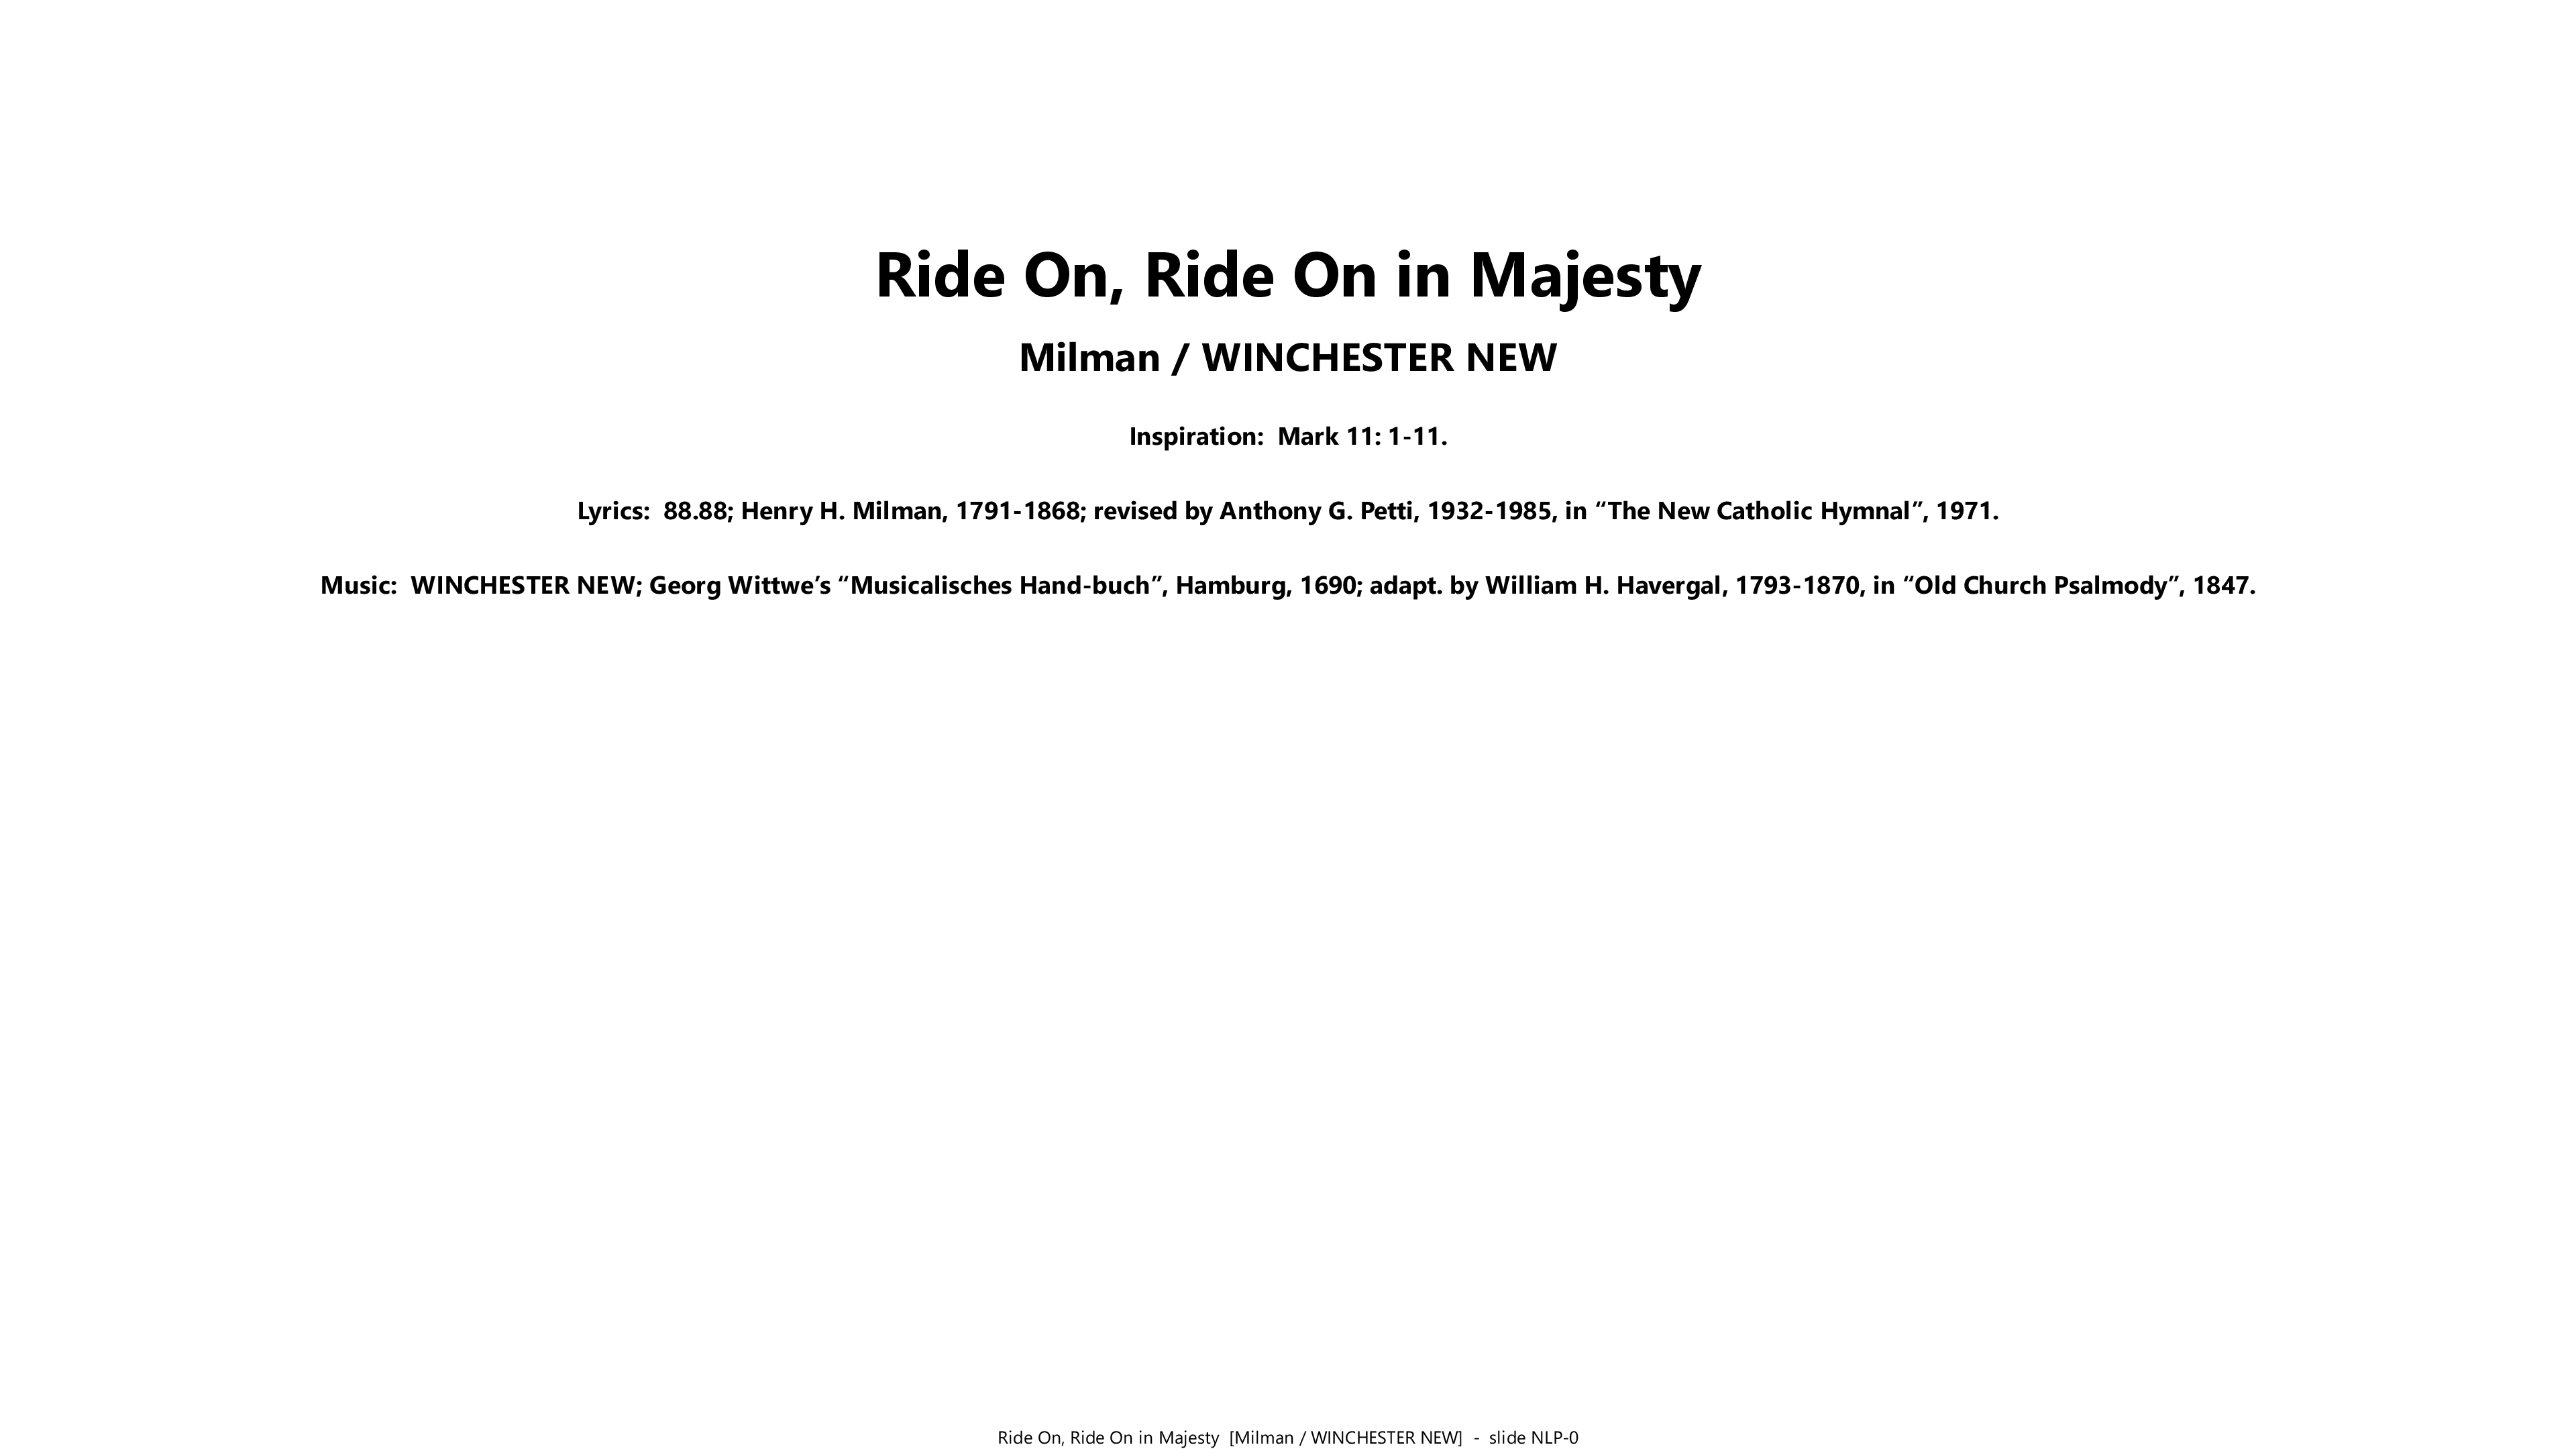 Ride On, Ride On in Majesty
Milman / WINCHESTER NEW
Inspiration:  Mark 11: 1-11.
Lyrics:  88.88; Henry H. Milman, 1791-1868; revised by Anthony G. Petti, 1932-1985, in “The New Catholic Hymnal”, 1971.
Music:  WINCHESTER NEW; Georg Wittwe’s “Musicalisches Hand-buch”, Hamburg, 1690; adapt. by William H. Havergal, 1793-1870, in “Old Church Psalmody”, 1847.
Ride On, Ride On in Majesty  [Milman / WINCHESTER NEW]  -  slide NLP-0